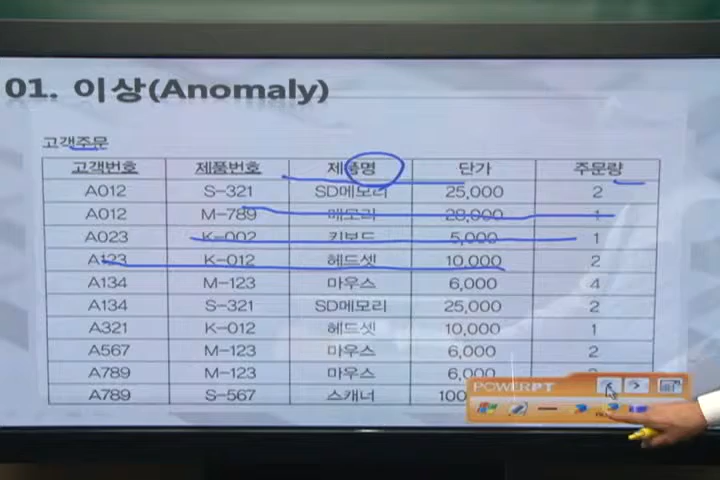 01. 이상(Anomaly)
고객주문
고객번호 제품번호 제품명 단가 주문량
A012 S-321 SD메모리 25,000 2
A012 M-789 메모리 28,000 1
A023 K-002 키보드 5,000 1
A123 K-012 헤드셋 10,000 2
A134 M-123 마우스 6,000 4
A134 S-321 SD메모리 25,000 2
A321 K-012 헤드셋 10,000 1
A567 M-123 마우스 6,000 2
A789 M-123 마우스 6,000
A789 S-567 스캐너
POWERPT